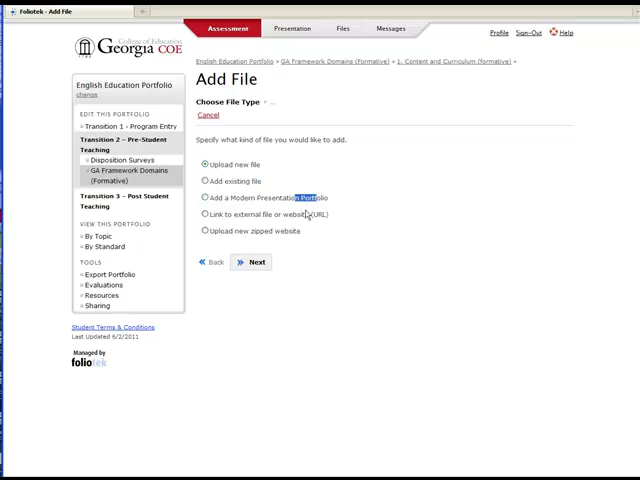 Foliotek - Add File
Assessment Presentation Files Messages
Profile Sign-Out Help
College of Education
Georgia COE
English Education Portfolio » GA Framework Domains (Formative) » 1. Content and Curriculum (formative) »
Add File
Choose File Type • ...
Cancel
Specify what kind of file you would like to add.
Upload new file
Add existing file
Add a Modern Presentation Portfolio
Link to external file or website (URL)
Upload new zipped website
Back Next
English Education Portfolio
change
EDIT THIS PORTFOLIO
Transition 1 - Program Entry
Transition 2 - Pre-Student
Teaching
Disposition Surveys
GA Framework Domains
(Formative)
Transition 3 - Post Student
Teaching
VIEW THIS PORTFOLIO
By Topic
By Standard
TOOLS
Export Portfolio
Evaluations
Resources
Sharing
Student Terms & Conditions
Last Updated 6/2/2011
Managed by
foliotek